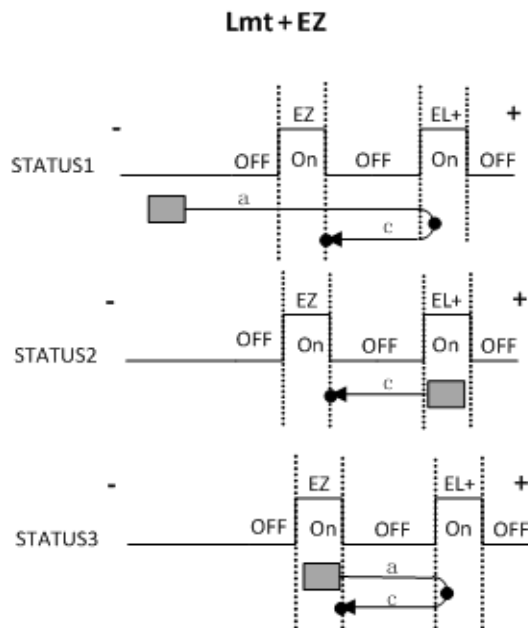 Lmt + EZ
- EZ EL+ +
STATUS1 OFF On OFF On OFF
a
c
- EZ EL+ +
STATUS2 OFF On OFF On OFF
c
- EZ EL+ +
STATUS3 OFF On OFF On OFF
a
c